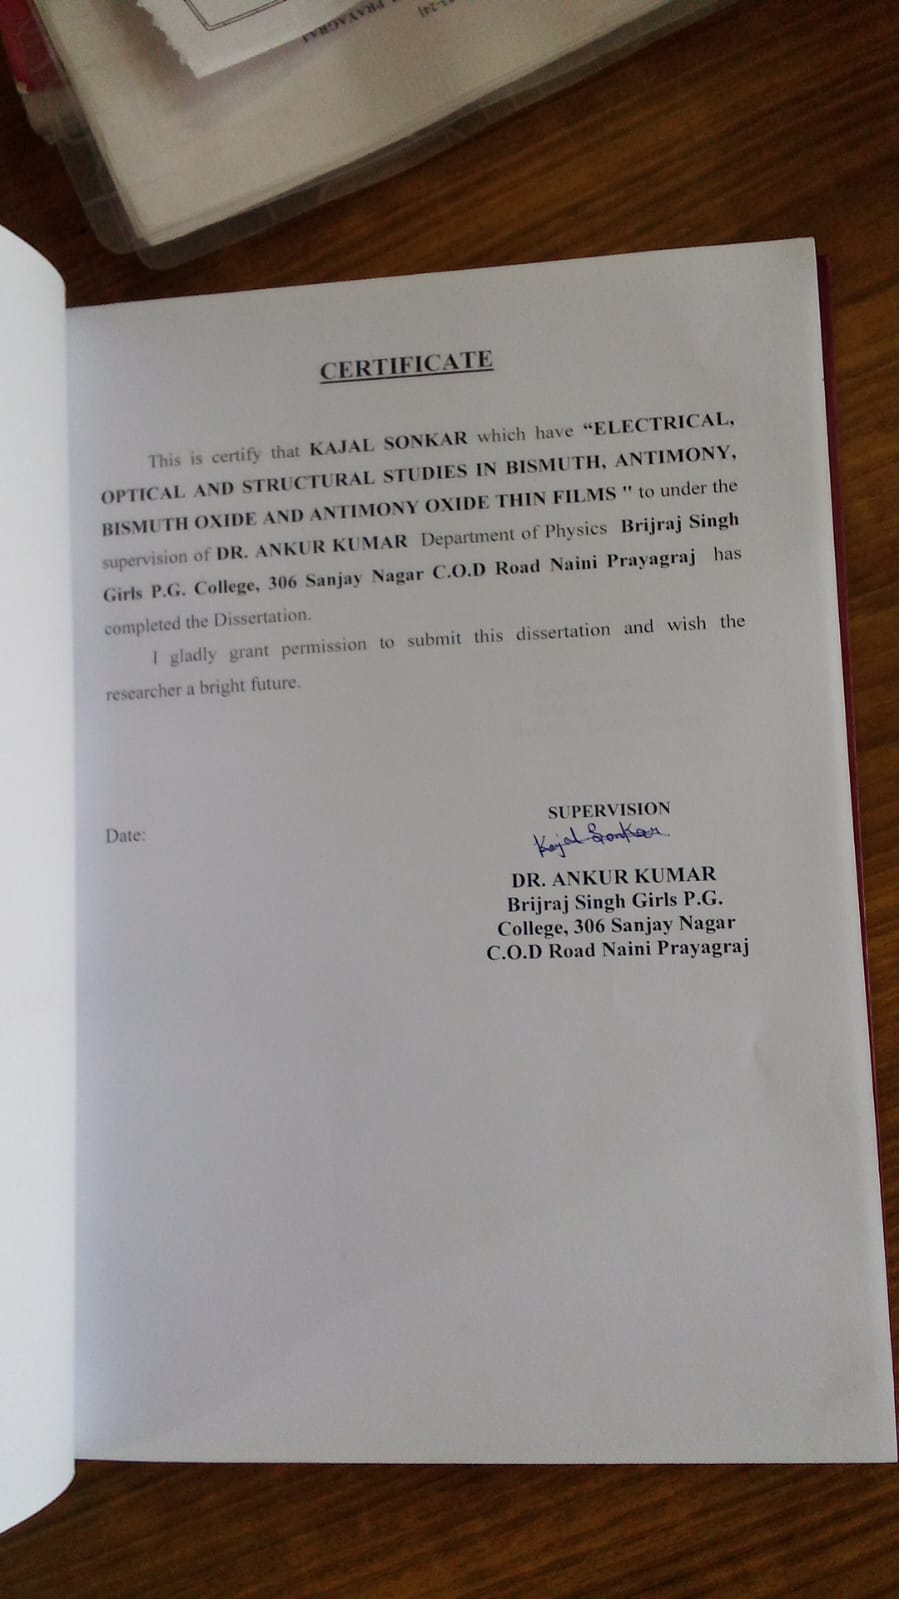 PRAYAGRAJ
CERTIFICATE
This is certify that KAJAL SONKAR which have “ELECTRICAL,
OPTICAL AND STRUCTURAL STUDIES IN BISMUTH, ANTIMONY,
BISMUTH OXIDE AND ANTIMONY OXIDE THIN FILMS " to under the
supervision of DR. ANKUR KUMAR Department of Physics Brijraj Singh
Girls P.G. College, 306 Sanjay Nagar C.O.D Road Naini Prayagraj has
completed the Dissertation.
I gladly grant permission to submit this dissertation and wish the
researcher a bright future.
SUPERVISION
Date:
Kajal Sonkar
DR. ANKUR KUMAR
Brijraj Singh Girls P.G.
College, 306 Sanjay Nagar
C.O.D Road Naini Prayagraj